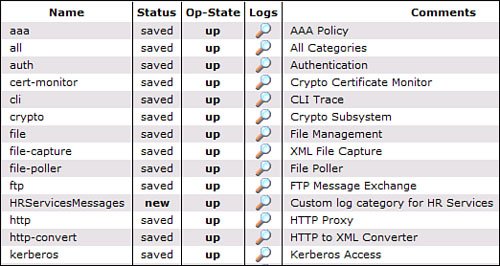 Name Status Op-State Logs Comments
aaa saved up AAA Policy
all saved up All Categories
auth saved up Authentication
cert-monitor saved up Crypto Certificate Monitor
cli saved up CLI Trace
crypto saved up Crypto Subsystem
file saved up File Management
file-capture saved up XML File Capture
file-poller saved up File Poller
ftp saved up FTP Message Exchange
HRServicesMessages new up Custom log category for HR Services
http saved up HTTP Proxy
http-convert saved up HTTP to XML Converter
kerberos saved up Kerberos Access